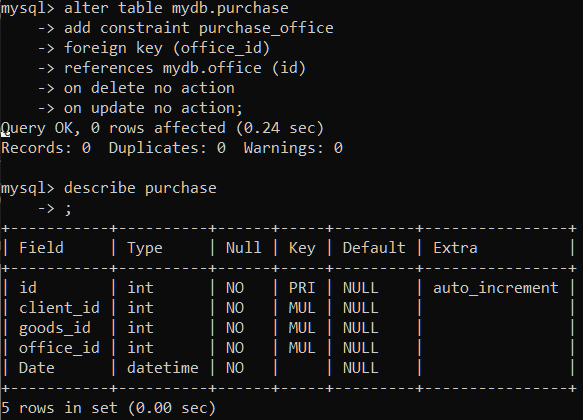 mysql> alter table mydb.purchase
    -> add constraint purchase_office
    -> foreign key (office_id)
    -> references mydb.office (id)
    -> on delete no action
    -> on update no action;
Query OK, 0 rows affected (0.24 sec)
Records: 0  Duplicates: 0  Warnings: 0

mysql> describe purchase
    -> ;
+-----------+----------+------+-----+---------+----------------+
| Field     | Type     | Null | Key | Default | Extra          |
+-----------+----------+------+-----+---------+----------------+
| id        | int      | NO   | PRI | NULL    | auto_increment |
| client_id | int      | NO   | MUL | NULL    |                |
| goods_id  | int      | NO   | MUL | NULL    |                |
| office_id | int      | NO   | MUL | NULL    |                |
| Date      | datetime | NO   |     | NULL    |                |
+-----------+----------+------+-----+---------+----------------+
5 rows in set (0.00 sec)